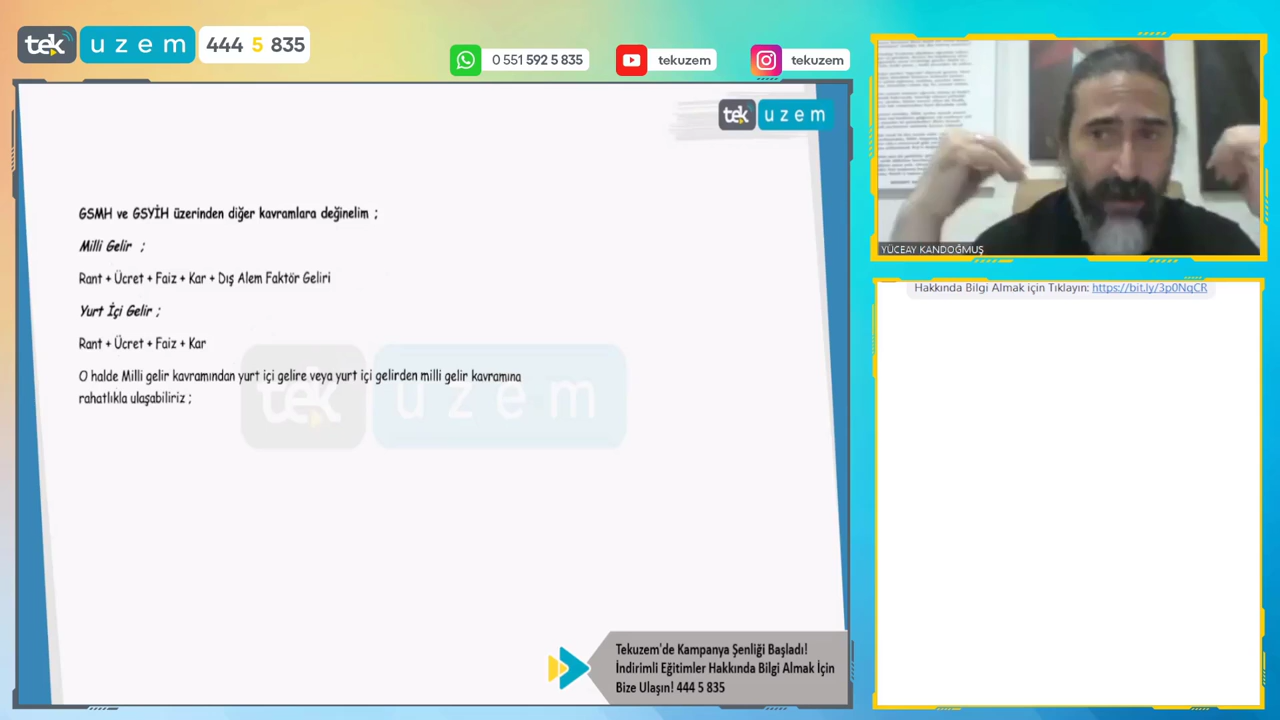 tek uzem 444 5 835
0 551 592 5 835
tekuzem
tekuzem
tek uzem
GSMH ve GSYİH üzerinden diğer kavramlara değinelim ;
Milli Gelir ;
Rant + Ücret + Faiz + Kar + Dış Alem Faktör Geliri
Yurt İçi Gelir ;
Rant + Ücret + Faiz + Kar
O halde Milli gelir kavramından yurt içi gelire veya yurt içi gelirden milli gelir kavramına
rahatlıkla ulaşabiliriz ;
tek uzem
Tekuzem'de Kampanya Şenliği Başladı!
İndirimli Eğitimler Hakkında Bilgi Almak İçin
Bize Ulaşın! 444 5 835
YÜCEAY KANDOĞMUŞ
Hakkında Bilgi Almak için Tıklayın: https://bit.ly/3p0NqCR